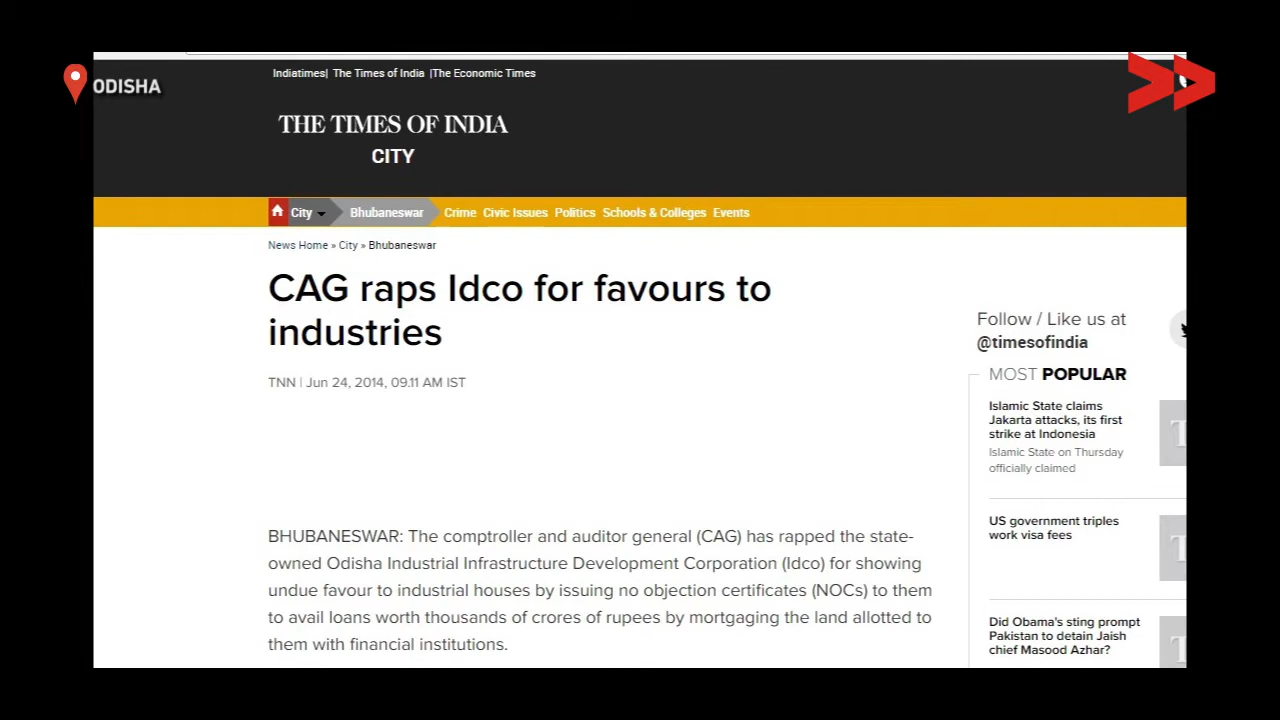 ODISHA
Indiatimes| The Times of India |The Economic Times
THE TIMES OF INDIA
CITY
City Bhubaneswar Crime Civic Issues Politics Schools & Colleges Events
News Home » City » Bhubaneswar
CAG raps Idco for favours to
industries
TNN | Jun 24, 2014, 09.11 AM IST
BHUBANESWAR: The comptroller and auditor general (CAG) has rapped the state-
owned Odisha Industrial Infrastructure Development Corporation (Idco) for showing
undue favour to industrial houses by issuing no objection certificates (NOCs) to them
to avail loans worth thousands of crores of rupees by mortgaging the land allotted to
them with financial institutions.
Follow / Like us at
@timesofindia
MOST POPULAR
Islamic State claims
Jakarta attacks, its first
strike at Indonesia
Islamic State on Thursday
officially claimed
US government triples
work visa fees
Did Obama's sting prompt
Pakistan to detain Jaish
chief Masood Azhar?